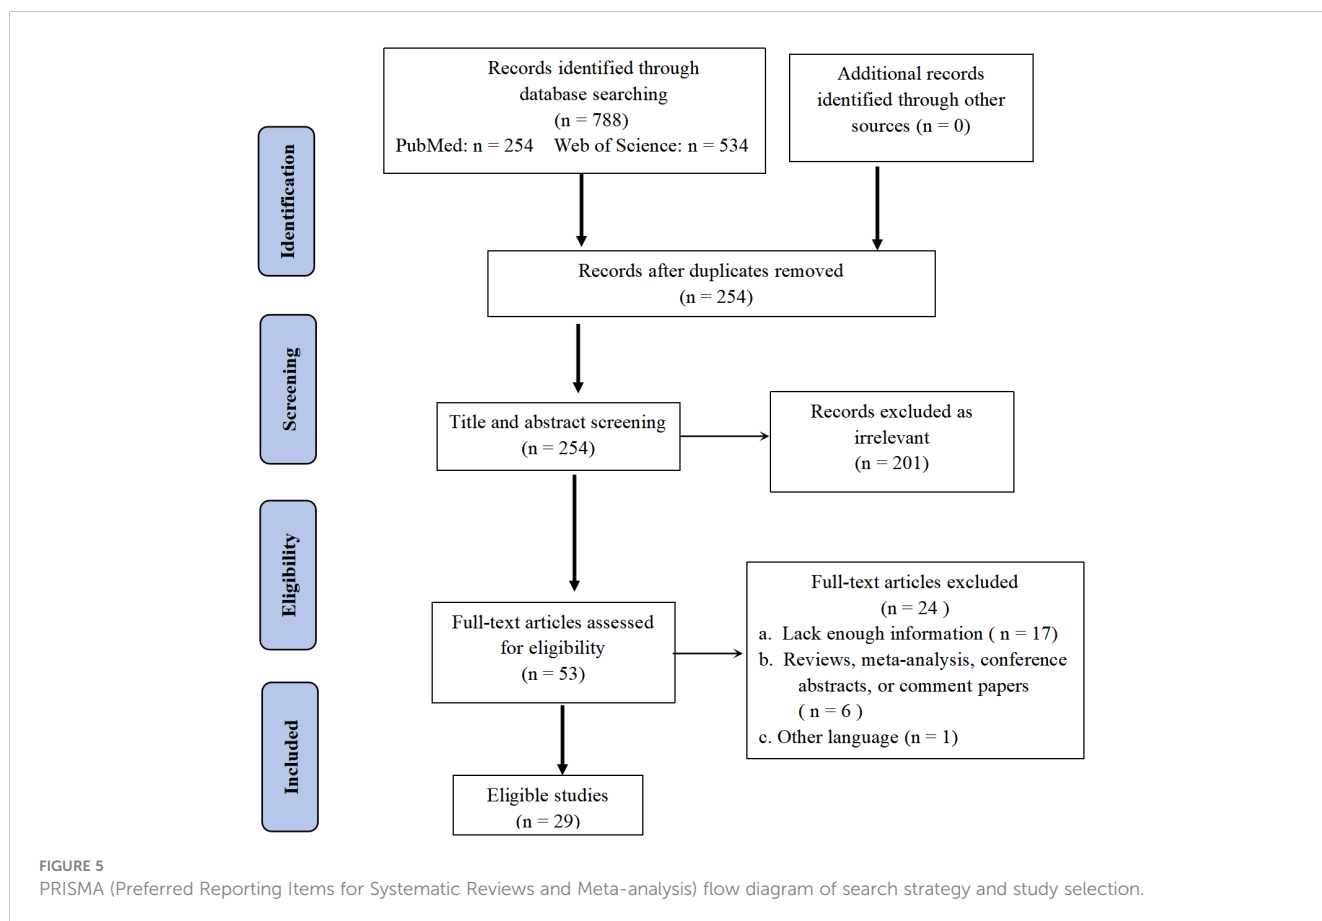 Records identified through
database searching
(n = 788)
PubMed: n = 254 Web of Science: n = 534
Additional records
identified through other
sources (n = 0)
Identification
Records after duplicates removed
(n = 254)
Screening
Title and abstract screening
(n = 254)
Records excluded as
irrelevant
(n = 201)
Eligibility
Full-text articles assessed
for eligibility
(n = 53)
Full-text articles excluded
(n = 24 )
a. Lack enough information ( n = 17)
b. Reviews, meta-analysis, conference
abstracts, or comment papers
( n = 6 )
c. Other language (n = 1)
Included
Eligible studies
(n = 29)
FIGURE 5
PRISMA (Preferred Reporting Items for Systematic Reviews and Meta-analysis) flow diagram of search strategy and study selection.